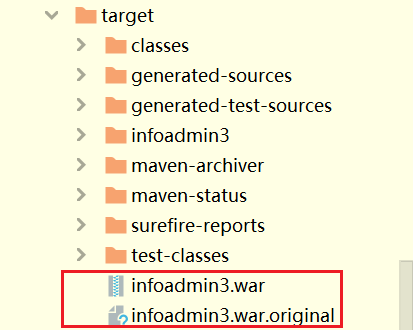 target
classes
generated-sources
generated-test-sources
infoadmin3
maven-archiver
maven-status
surefire-reports
test-classes
infoadmin3.war
infoadmin3.war.original